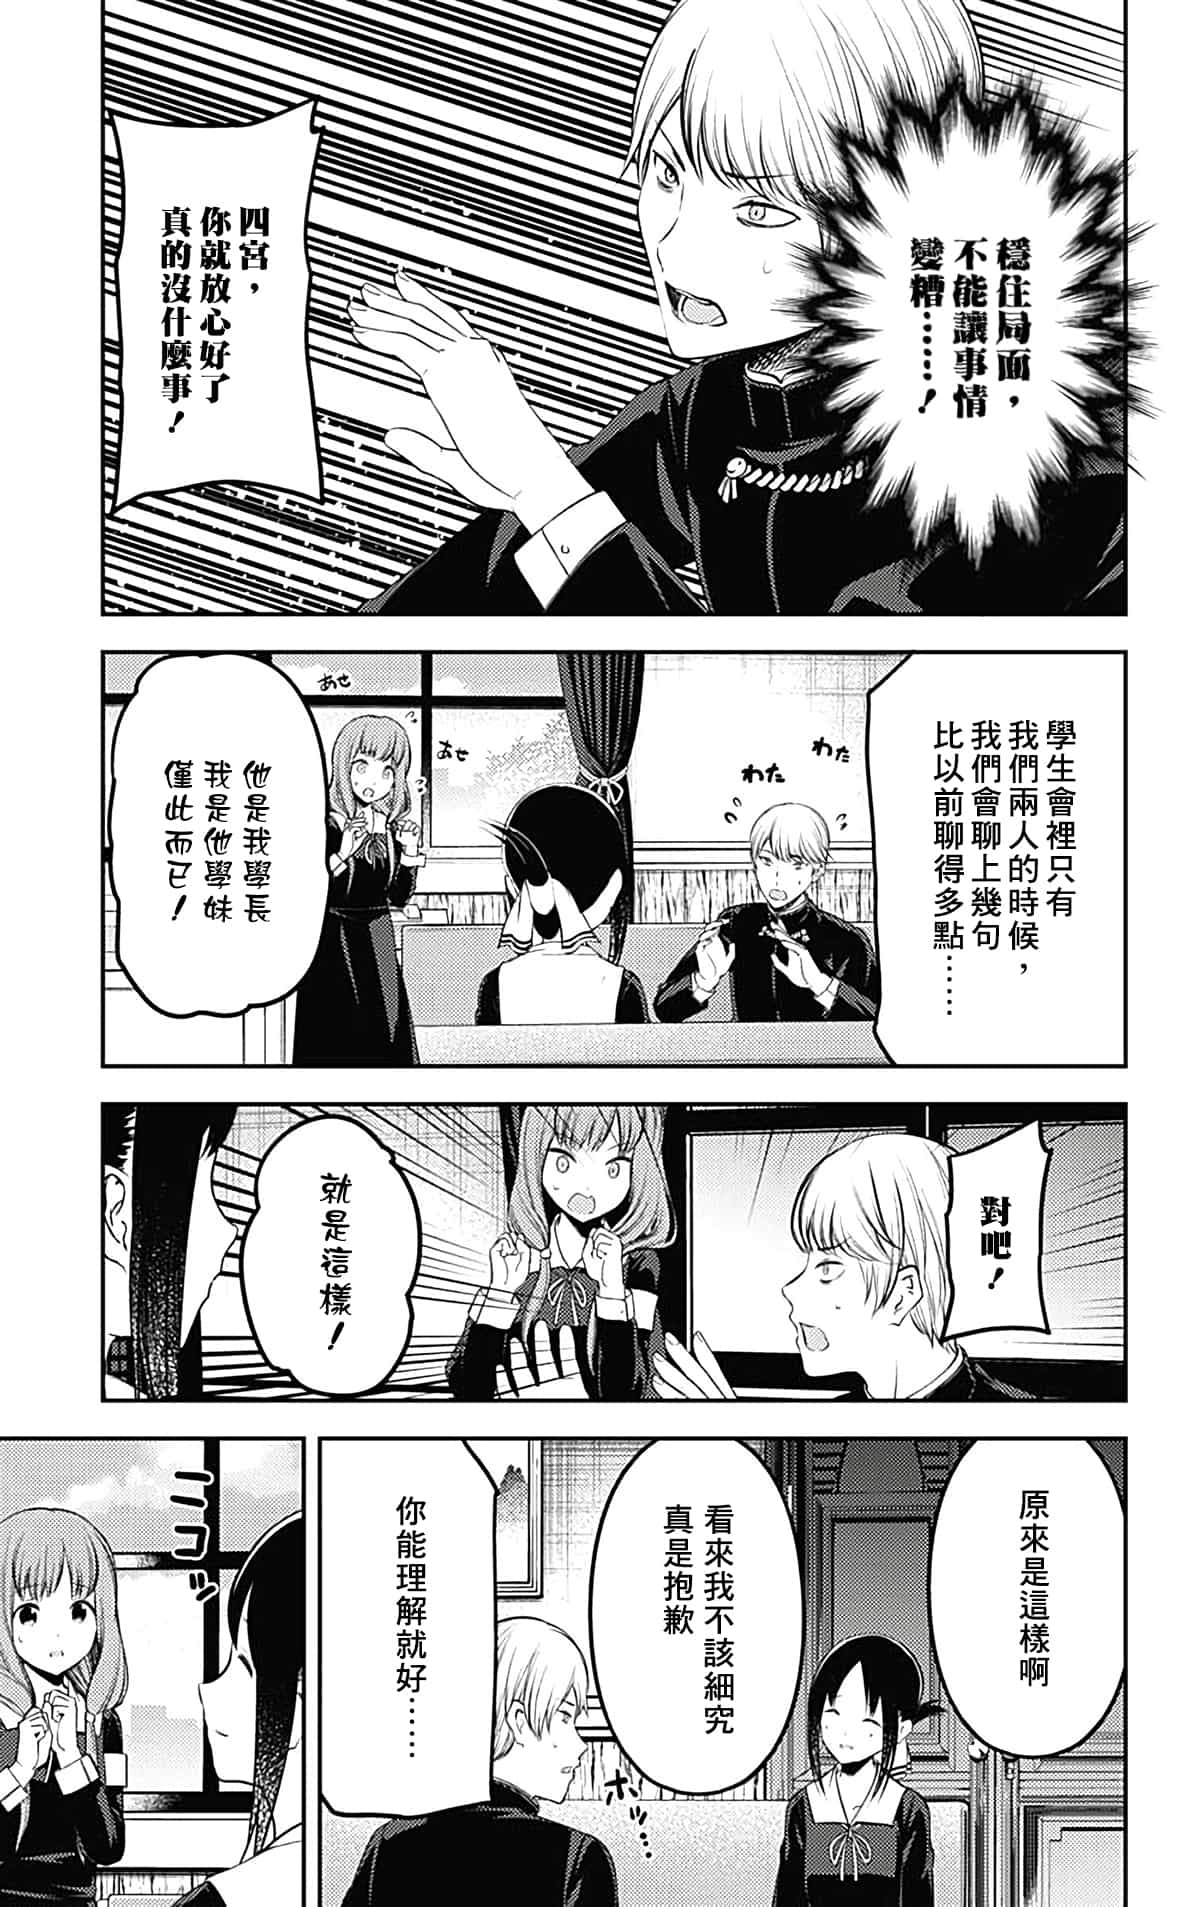 穩住局面，
不能讓事情
變糟……！
四宮，
你就放心好了
真的沒什麼事！
學生會裡只有
我們兩人的時候，
我們會聊上幾句
比以前聊得多點……
わた
わた
あせ
あせ
他是我學長
我是他學妹
僅此而已！
對吧！
就是這樣！
原來是這樣啊
看來我不該細究
真是抱歉
ホッ…
你能理解就好……
ニコッ